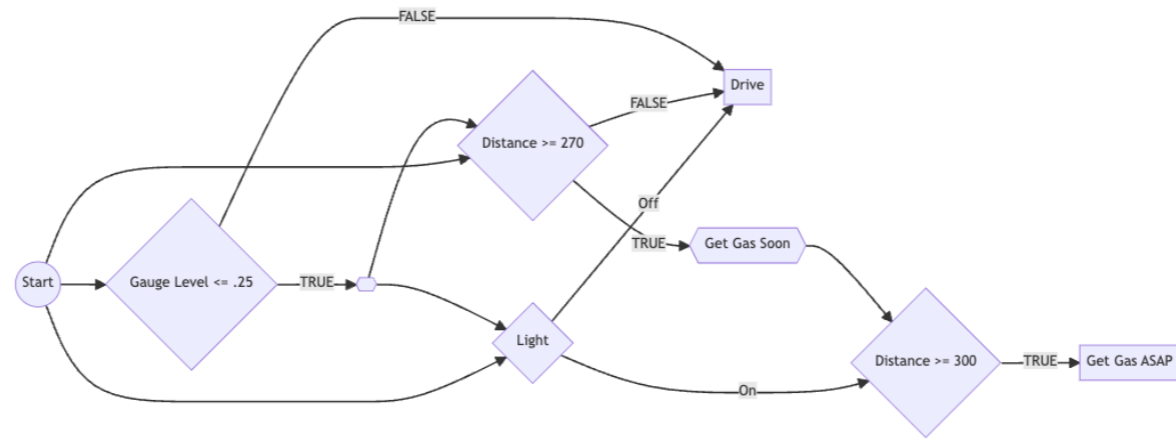 FALSE
Drive
FALSE
Distance >= 270
Off
TRUE
Get Gas Soon
Start
Gauge Level <= .25
TRUE
Light
Distance >= 300
TRUE
Get Gas ASAP
On